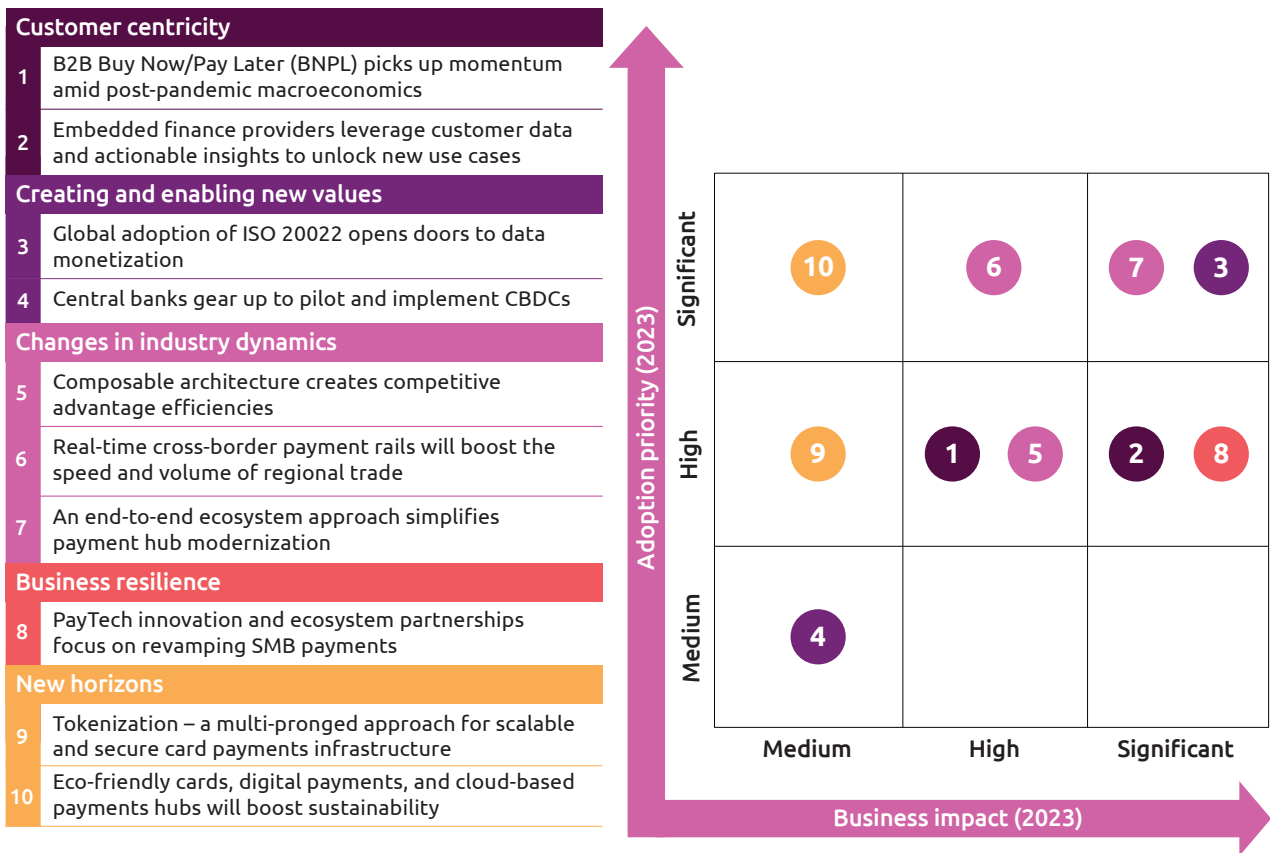 Customer centricity
1
B2B Buy Now/Pay Later (BNPL) picks up momentum
amid post-pandemic macroeconomics
2
Embedded finance providers leverage customer data
and actionable insights to unlock new use cases
Creating and enabling new values
3
Global adoption of ISO 20022 opens doors to data
monetization
4
Central banks gear up to pilot and implement CBDCs
Changes in industry dynamics
5
Composable architecture creates competitive
advantage efficiencies
6
Real-time cross-border payment rails will boost the
speed and volume of regional trade
7
An end-to-end ecosystem approach simplifies
payment hub modernization
Business resilience
8
PayTech innovation and ecosystem partnerships
focus on revamping SMB payments
New horizons
9
Tokenization – a multi-pronged approach for scalable
and secure card payments infrastructure
10
Eco-friendly cards, digital payments, and cloud-based
payments hubs will boost sustainability
Adoption priority (2023)
Significant
10 6 7 3
High
9 1 5 2 8
Medium
4
Medium High Significant
Business impact (2023)